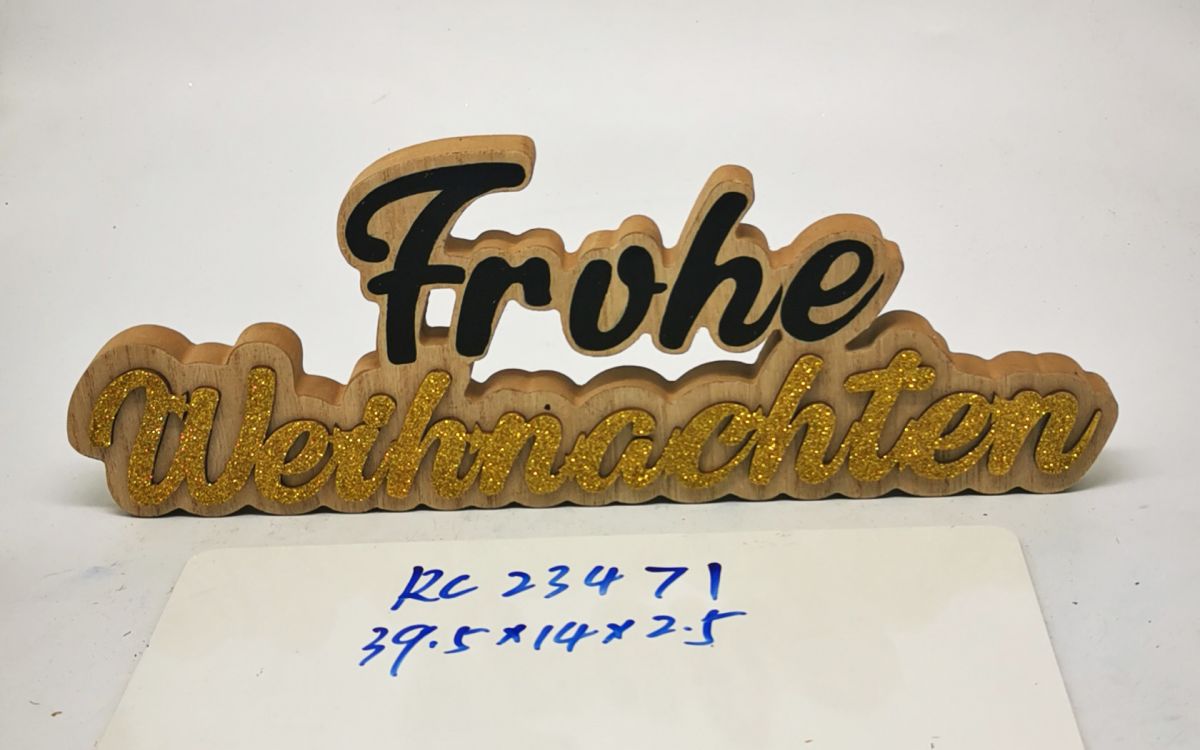 Frohe
Weihnachten
RC 23471
39.5×14×2.5